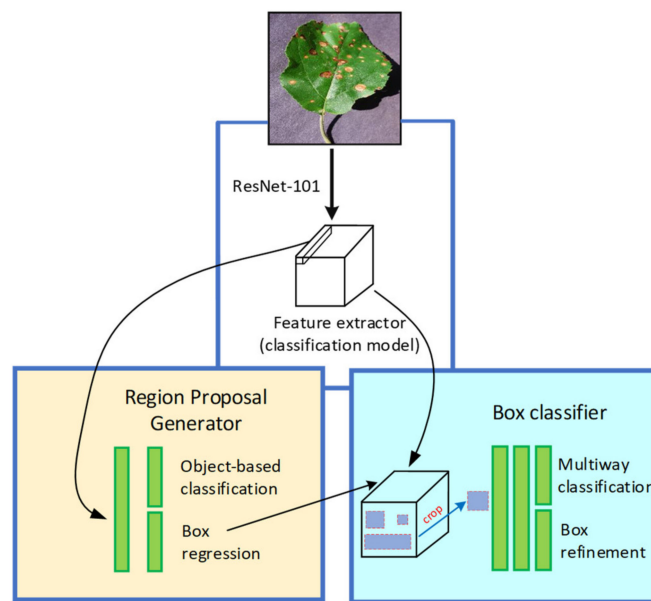 ResNet-101
Feature extractor
(classification model)
Region Proposal
Generator
Object-based
classification
Box
regression
Box classifier
crop
Multiway
classification
Box
refinement